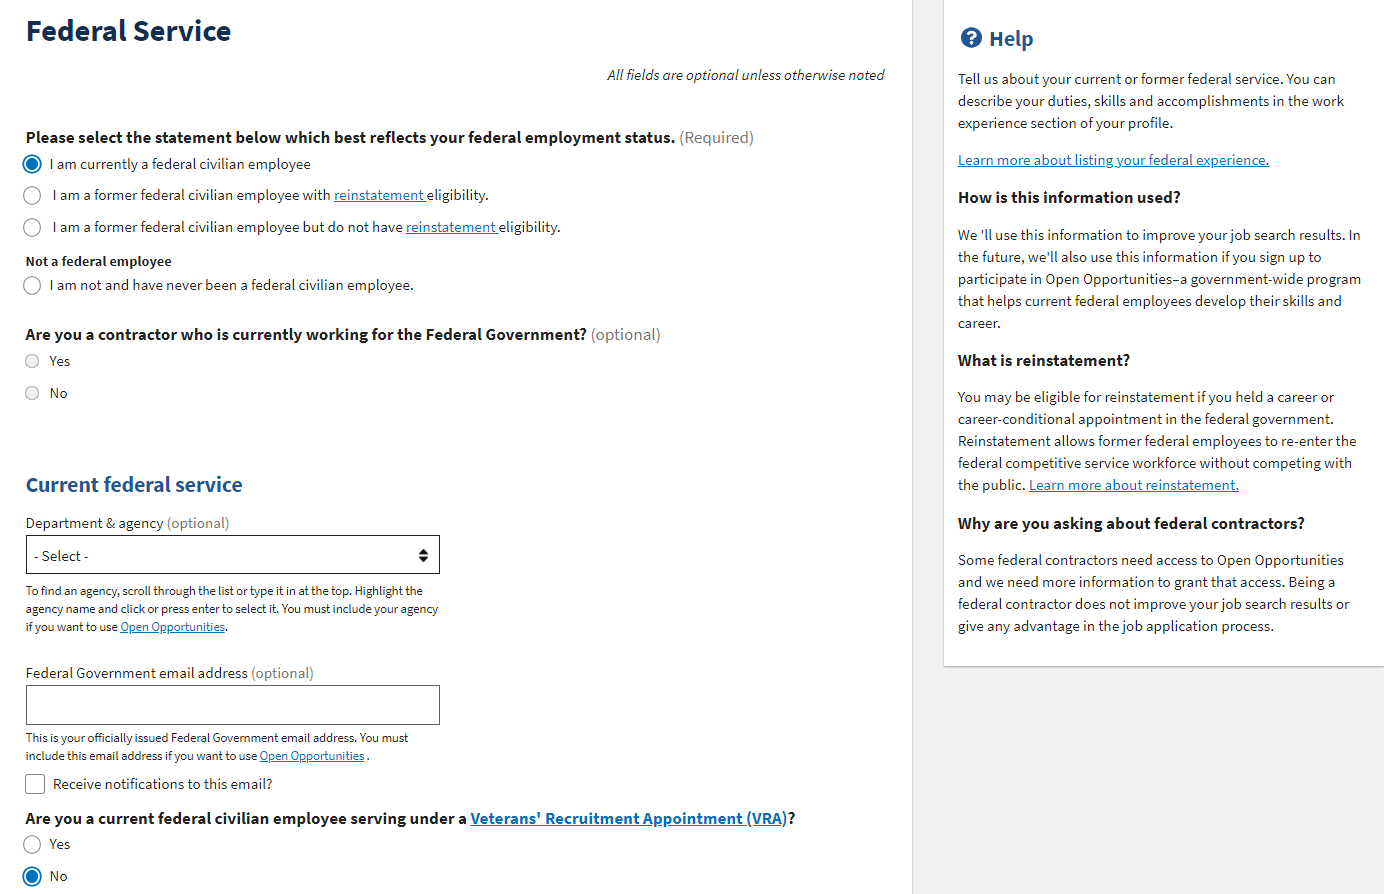 Federal Service
All fields are optional unless otherwise noted
Please select the statement below which best reflects your federal employment status. (Required)
I am currently a federal civilian employee
I am a former federal civilian employee with reinstatement eligibility.
I am a former federal civilian employee but do not have reinstatement eligibility.
Not a federal employee
I am not and have never been a federal civilian employee.
Are you a contractor who is currently working for the Federal Government? (optional)
Yes
No
Current federal service
Department & agency (optional)
- Select -
To find an agency, scroll through the list or type it in at the top. Highlight the
agency name and click or press enter to select it. You must include your agency
if you want to use Open Opportunities.
Federal Government email address (optional)
This is your officially issued Federal Government email address. You must
include this email address if you want to use Open Opportunities .
Receive notifications to this email?
Are you a current federal civilian employee serving under a Veterans' Recruitment Appointment (VRA)?
Yes
No
Help
Tell us about your current or former federal service. You can
describe your duties, skills and accomplishments in the work
experience section of your profile.
Learn more about listing your federal experience.
How is this information used?
We 'll use this information to improve your job search results. In
the future, we'll also use this information if you sign up to
participate in Open Opportunities–a government-wide program
that helps current federal employees develop their skills and
career.
What is reinstatement?
You may be eligible for reinstatement if you held a career or
career-conditional appointment in the federal government.
Reinstatement allows former federal employees to re-enter the
federal competitive service workforce without competing with
the public. Learn more about reinstatement.
Why are you asking about federal contractors?
Some federal contractors need access to Open Opportunities
and we need more information to grant that access. Being a
federal contractor does not improve your job search results or
give any advantage in the job application process.